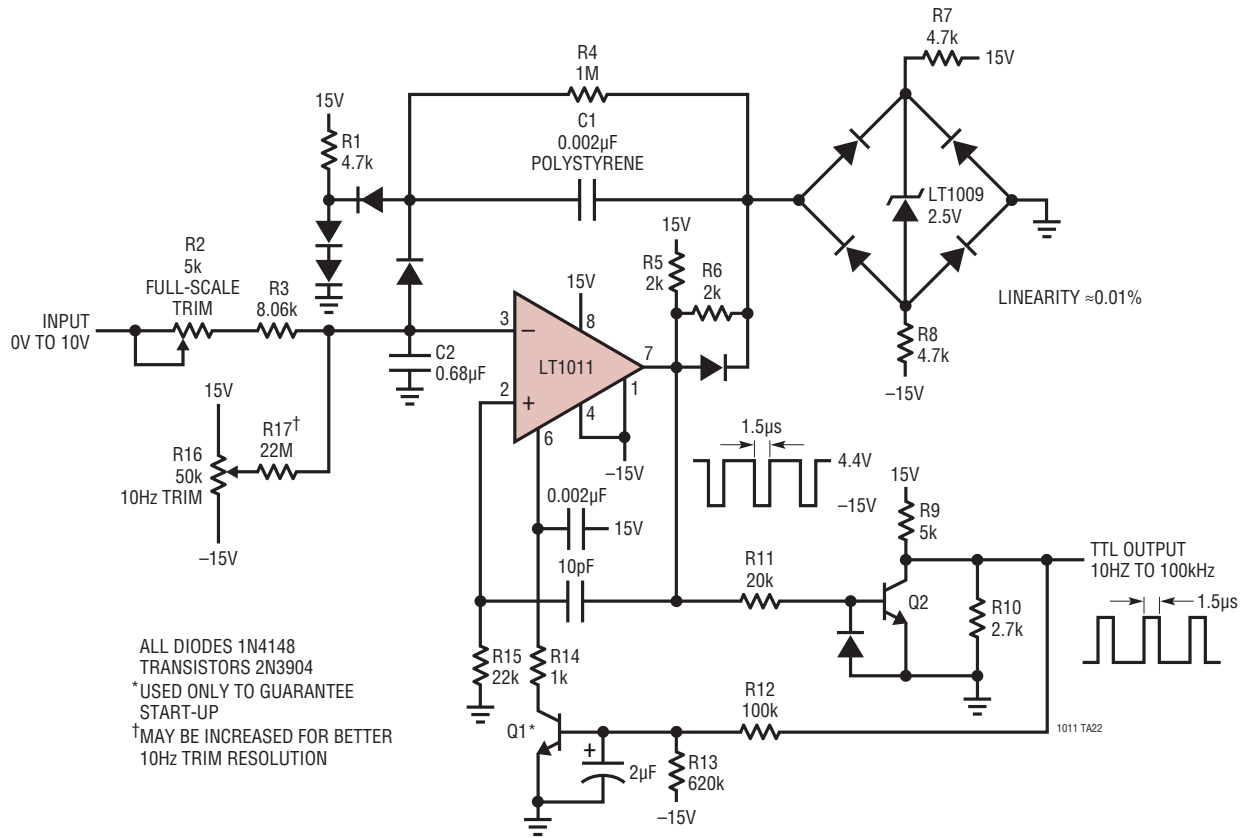 R7
4.7k
15V
R4
1M
C1
0.002µF
POLYSTYRENE
15V
R1
4.7k
LT1009
2.5V
15V
R2
5k
FULL-SCALE
TRIM
R5
2k
R6
2k
R3
8.06k
15V
LINEARITY ≈0.01%
INPUT
0V TO 10V
3
–
8
R8
4.7k
C2
0.68µF
LT1011
7
15V
2
+
1
4
–15V
R17†
22M
R16
50k
10Hz TRIM
6
1.5µs
–15V
4.4V
0.002µF
15V
–15V
15V
R9
5k
–15V
10pF
R11
20k
TTL OUTPUT
10HZ TO 100kHz
Q2
R10
2.7k
1.5µs
ALL DIODES 1N4148
TRANSISTORS 2N3904
*USED ONLY TO GUARANTEE
START-UP
†MAY BE INCREASED FOR BETTER
10Hz TRIM RESOLUTION
R15
22k
R14
1k
R12
100k
1011 TA22
Q1*
+
2µF
R13
620k
–15V